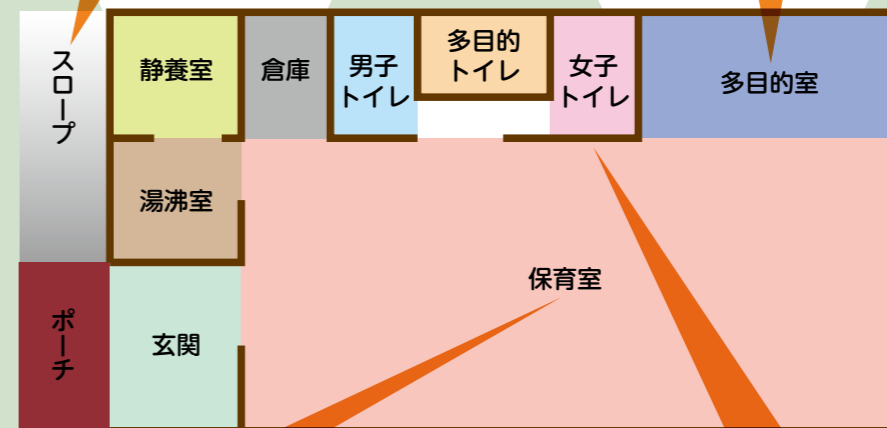 スロープ
静養室
倉庫
男子
トイレ
多目的
トイレ
女子
トイレ
多目的室
湯沸室
保育室
ポーチ
玄関